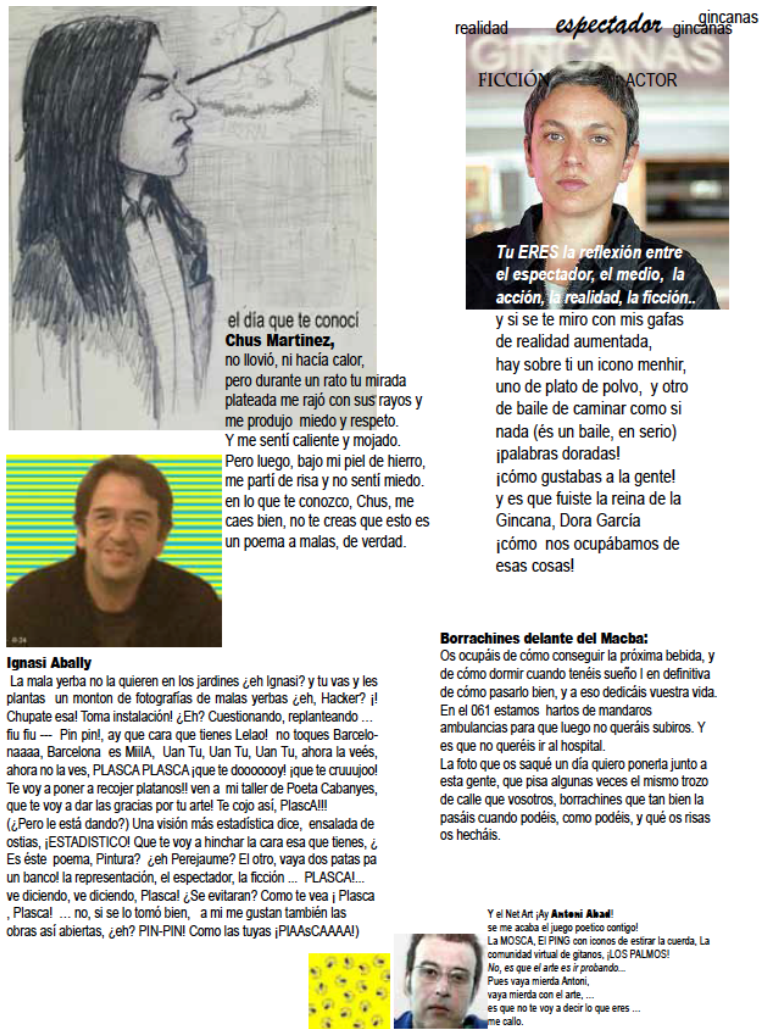 realidad espectador gincanas gincanas
GINCANAS
FICCIÓN ACTOR
Tu ERES la reflexión entre
el espectador, el medio, la
acción, la realidad, la ficción..
y si se te miro con mis gafas
de realidad aumentada,
hay sobre ti un icono menhir,
uno de plato de polvo, y otro
de baile de caminar como si
nada (és un baile, en serio)
¡palabras doradas!
¡cómo gustabas a la gente!
y es que fuiste la reina de la
Gincana, Dora García
¡cómo nos ocupábamos de
esas cosas!
el día que te conocí
Chus Martinez,
no llovió, ni hacía calor,
pero durante un rato tu mirada
plateada me rajó con sus rayos y
me produjo miedo y respeto.
Y me sentí caliente y mojado.
Pero luego, bajo mi piel de hierro,
me partí de risa y no sentí miedo.
en lo que te conozco, Chus, me
caes bien, no te creas que esto es
un poema a malas, de verdad.
Ignasi Abally
La mala yerba no la quieren en los jardines ¿eh Ignasi? y tu vas y les
plantas un monton de fotografías de malas yerbas ¿eh, Hacker? ¡!
Chupate esa! Toma instalación! ¿Eh? Cuestionando, replanteando ...
fiu fiu --- Pin pin!, ay que cara que tienes Lelao! no toques Barcelo-
naaaa, Barcelona es MiilA, Uan Tu, Uan Tu, Uan Tu, ahora la veés,
ahora no la ves, PLASCA PLASCA ¡que te dooooooy! ¡que te cruuujoo!
Te voy a poner a recojer platanos!! ven a mi taller de Poeta Cabanyes,
que te voy a dar las gracias por tu arte! Te cojo así, PlascA!!!
(¿Pero le está dando?) Una visión más estadística dice, ensalada de
ostias, ¡ESTADISTICO! Que te voy a hinchar la cara esa que tienes, ¿
Es éste poema, Pintura? ¿eh Perejaume? El otro, vaya dos patas pa
un banco! la representación, el espectador, la ficción ... PLASCA!...
ve diciendo, ve diciendo, Plasca! ¿Se evitaran? Como te vea ¡ Plasca
, Plasca! ... no, si se lo tomó bien, a mi me gustan también las
obras así abiertas, ¿eh? PIN-PIN! Como las tuyas ¡PlAAsCAAAA!)
Borrachines delante del Macba:
Os ocupáis de cómo conseguir la próxima bebida, y
de cómo dormir cuando tenéis sueño I en definitiva
de cómo pasarlo bien, y a eso dedicáis vuestra vida.
En el 061 estamos hartos de mandaros
ambulancias para que luego no queráis subiros. Y
es que no queréis ir al hospital.
La foto que os saqué un día quiero ponerla junto a
esta gente, que pisa algunas veces el mismo trozo
de calle que vosotros, borrachines que tan bien la
pasáis cuando podéis, como podéis, y qué os risas
os hecháis.
Y el Net Art ¡Ay Antoni Abad!
se me acaba el juego poetico contigo!
La MOSCA, El PING con iconos de estirar la cuerda, La
comunidad virtual de gitanos, ¡LOS PALMOS!
No, es que el arte es ir probando...
Pues vaya mierda Antoni,
vaya mierda con el arte, ...
es que no te voy a decir lo que eres ...
me callo.